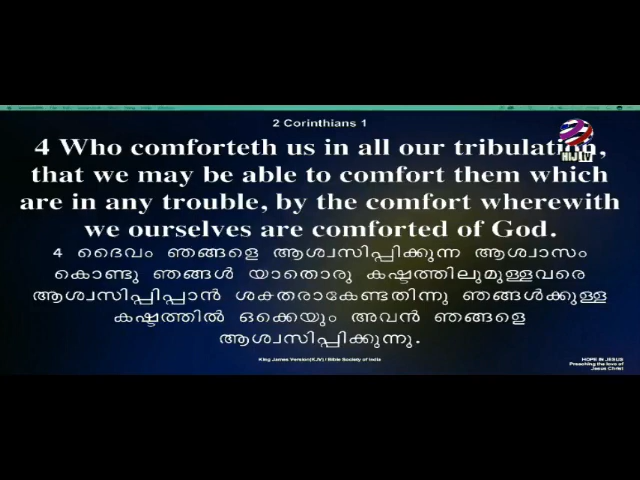 2 Corinthians 1
4 Who comforteth us in all our tribulation,
HIJ TV
that we may be able to comfort them which
are in any trouble, by the comfort wherewith
we ourselves are comforted of God.
4 ദൈവം ഞങ്ങളെ ആശ്വസിപ്പിക്കുന്ന ആശ്വാസം
കൊണ്ടു ഞങ്ങൾ യാതൊരു കഷ്ടത്തിലുമുള്ളവരെ
ആശ്വസിപ്പിപ്പാൻ ശക്തരാകേണ്ടതിന്നു ഞങ്ങൾക്കുള്ള
കഷ്ടത്തിൽ ഒക്കെയും അവൻ ഞങ്ങളെ
ആശ്വസിപ്പിക്കുന്നു.
King James Version(KJV) / Bible Society of India
HOPE IN JESUS
Preaching the love of
Jesus Christ